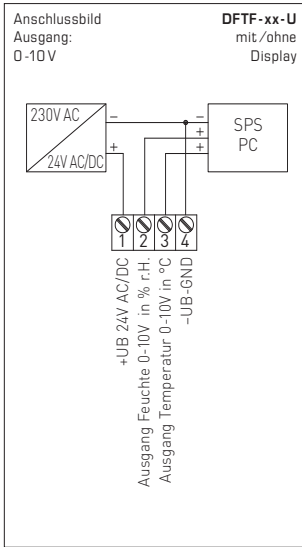 Anschlussbild
Ausgang:
0-10 V
DFTF-xx-U
mit/ohne
Display
230V AC
24V AC/DC
–
+
–
+
+
SPS
PC
1 2 3 4
+UB 24V AC/DC
Ausgang Feuchte 0-10V in % r.H.
Ausgang Temperatur 0-10V in °C
–UB-GND